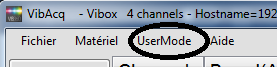 VibAcq - Vibox 4 channels - Hostname=192
Fichier Matériel UserMode Aide